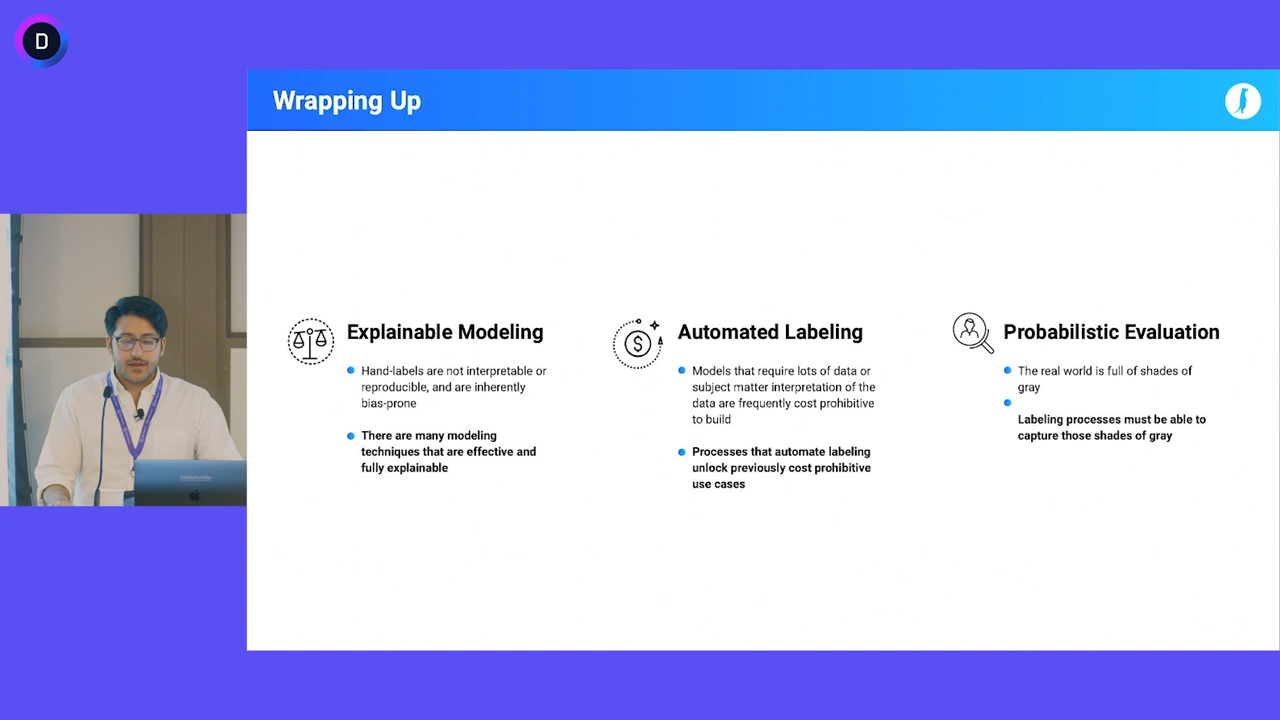 D
Wrapping Up
Explainable Modeling
Hand-labels are not interpretable or
reproducible, and are inherently
bias-prone
There are many modeling
techniques that are effective and
fully explainable
$
Automated Labeling
Models that require lots of data or
subject matter interpretation of the
data are frequently cost prohibitive
to build
Processes that automate labeling
unlock previously cost prohibitive
use cases
Probabilistic Evaluation
The real world is full of shades of
gray
Labeling processes must be able to
capture those shades of gray